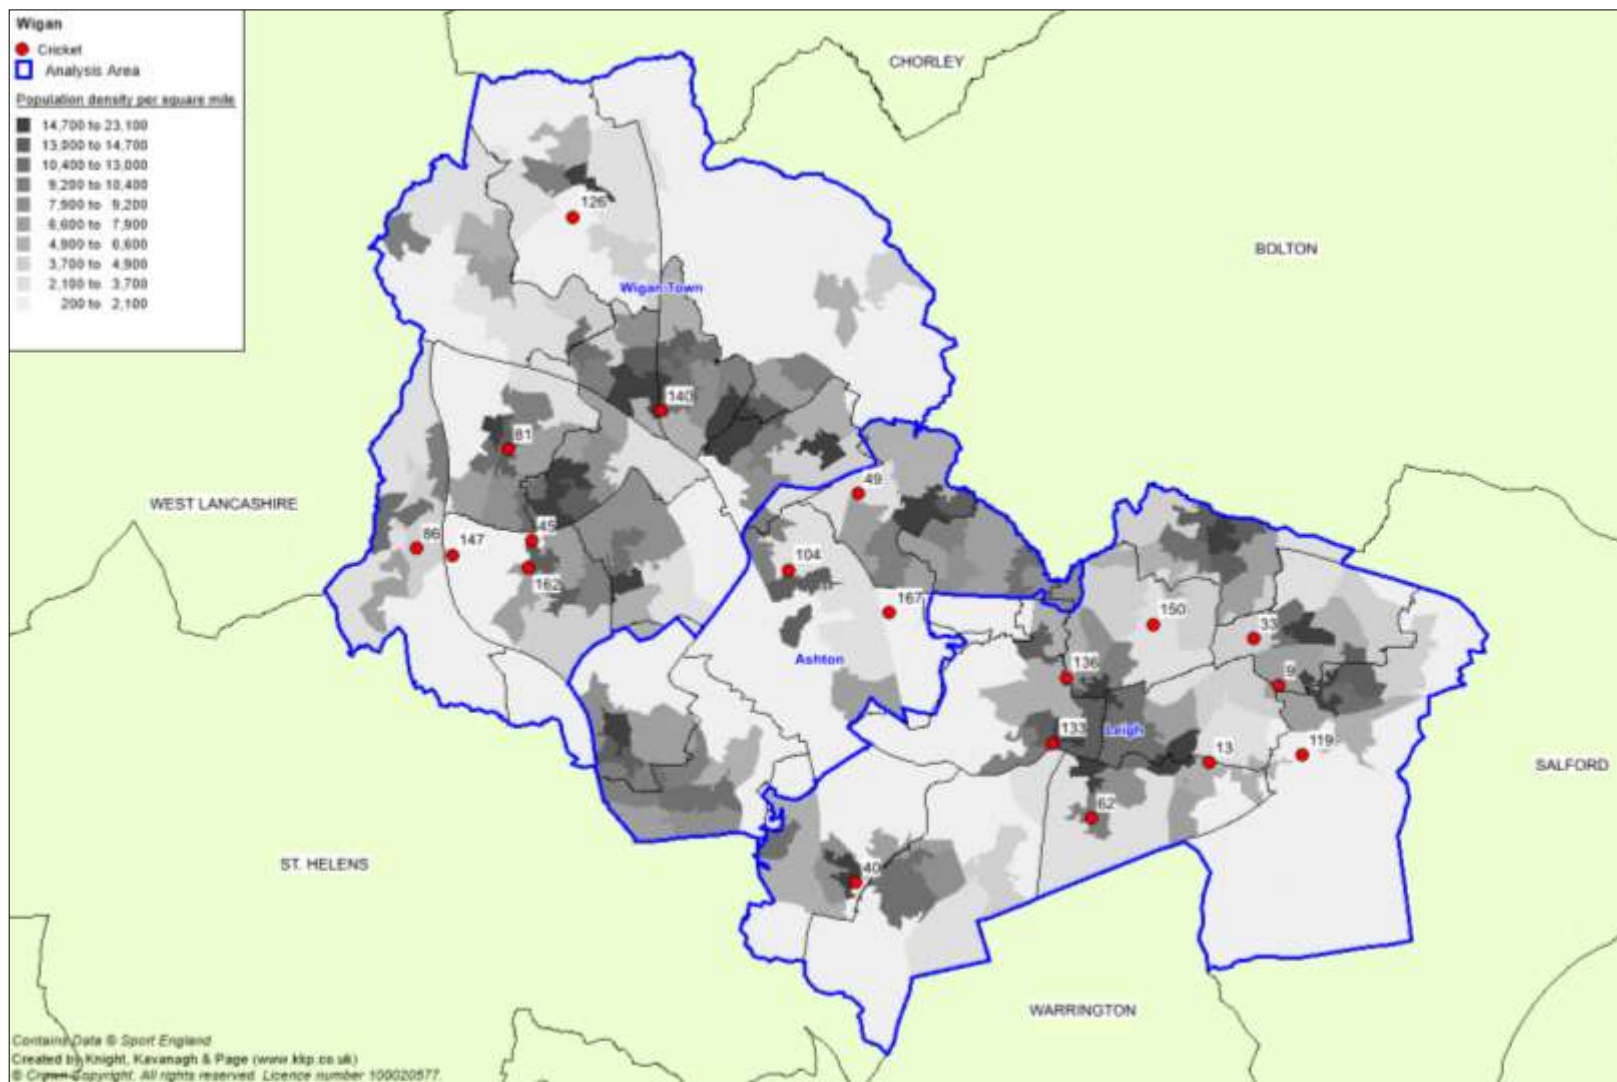 Wigan
Cricket
Analysis Area
Population density per square mile
14,700 to 23,100
13,000 to 14,700
10,400 to 13,000
9,200 to 10,400
7,900 to 9,200
6,600 to 7,900
4,900 to 6,600
3,700 to 4,900
2,100 to 3,700
200 to 2,100
CHORLEY
126
BOLTON
Wigan Town
140
81
49
WEST LANCASHIRE
45
86
147
104
162
167
150
33
Ashton
136
9
133
Leigh
13
119
SALFORD
62
ST. HELENS
40
WARRINGTON
Contains Data © Sport England
Created by Knight, Kavanagh & Page (www.kkp.co.uk)
© Crown Copyright. All rights reserved. Licence number 100020577.